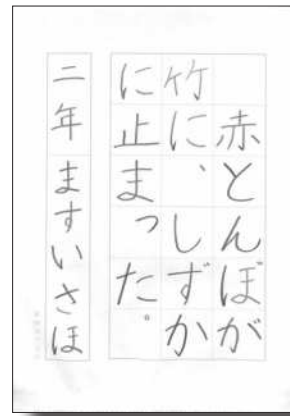 赤とんぼが
竹に、しずか
に止まった。
二年 ますいさほ